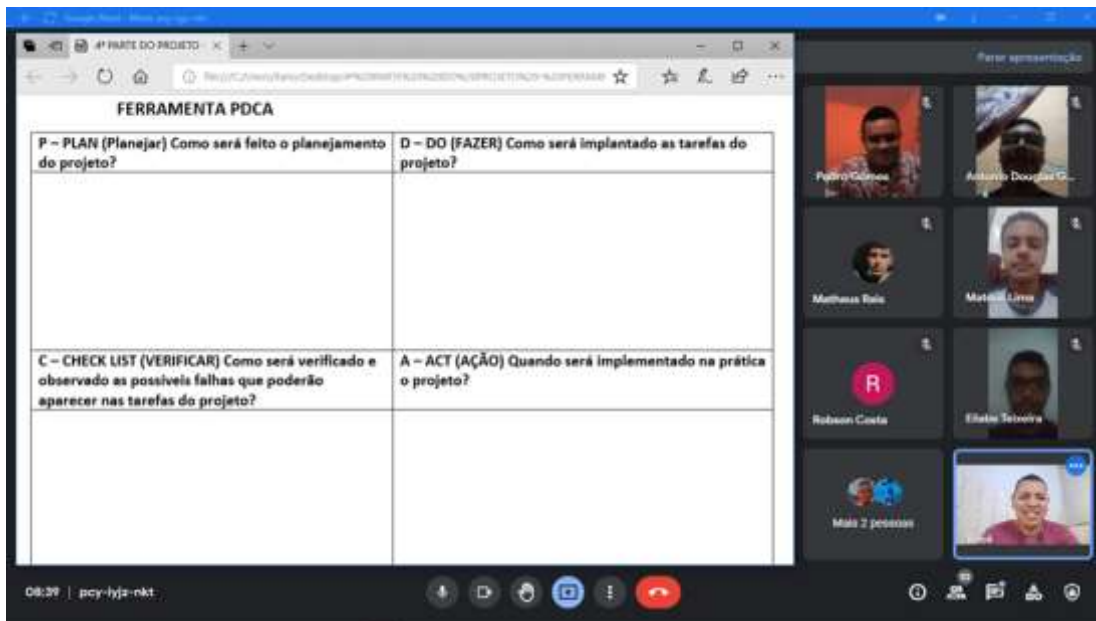 4ª PARTE DO PROJETO
Parar apresentação
FERRAMENTA PDCA
P – PLAN (Planejar) Como será feito o planejamento
do projeto?
D – DO (FAZER) Como será implantado as tarefas do
projeto?
C – CHECK LIST (VERIFICAR) Como será verificado e
observado as possíveis falhas que poderão
aparecer nas tarefas do projeto?
A – ACT (AÇÃO) Quando será implementado na prática
o projeto?
Pedro Gomes
Antonio Douglas G...
Matheus Reis
Mateus Lima
R
Robson Costa
Teixeira
Mais 2 pessoas
08:39 | pcy-iyjz-nkt